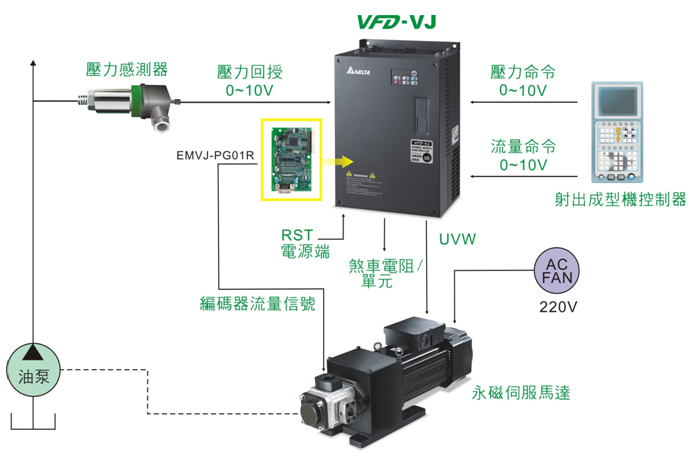 VFD-VJ
壓力感測器
壓力回授
0~10V
壓力命令
0~10V
DELTA
EMVJ-PG01R
VFD-VJ
WARNING
流量命令
0~10V
射出成型機控制器
RST
電源端
煞車電阻/
單元
UVW
AC
FAN
220V
編碼器流量信號
油泵
永磁伺服馬達